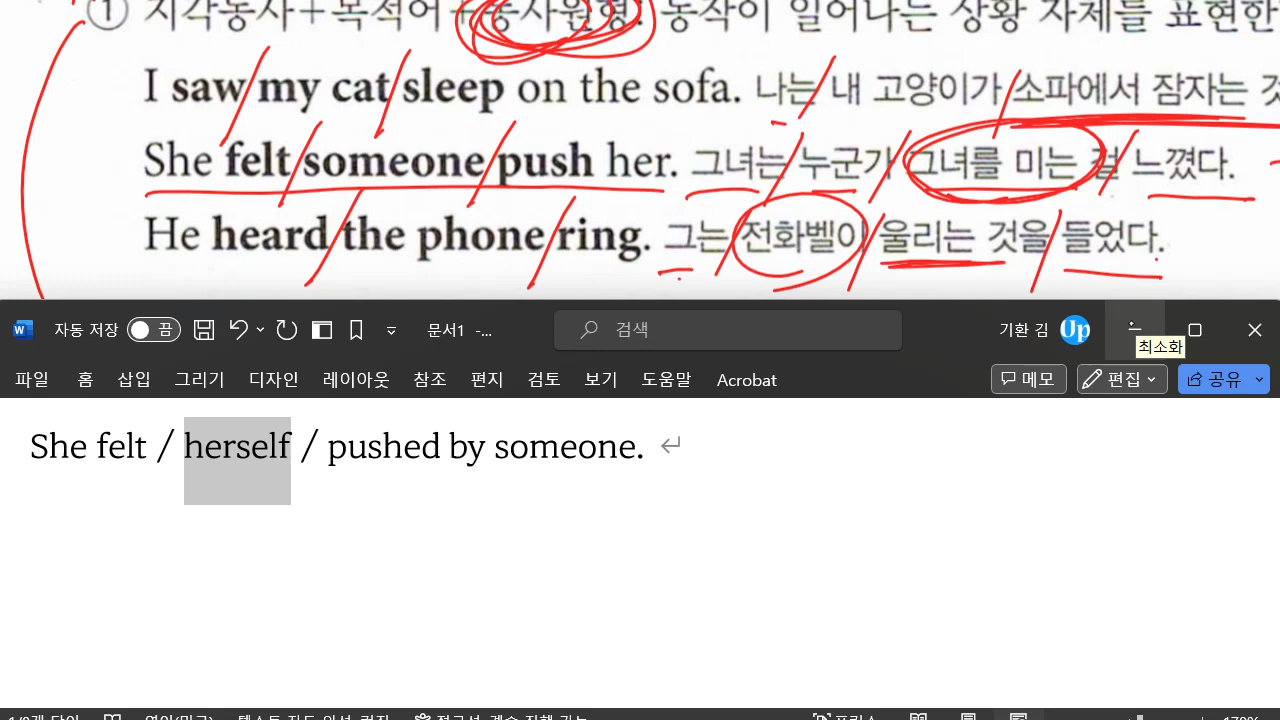 ① 지각동사+목적어+동사원형: 동작이 일어나는 상황 자체를 표현한
I saw my cat sleep on the sofa. 나는 내 고양이가 소파에서 잠자는 것
She felt someone push her. 그녀는 누군가 그녀를 미는 걸 느꼈다.
He heard the phone ring. 그는 전화벨이 울리는 것을 들었다.
자동 저장 끔 문서1 -... 검색 기환 김 Up
최소화
파일 홈 삽입 그리기 디자인 레이아웃 참조 편지 검토 보기 도움말 Acrobat 메모 편집 공유
She felt / herself / pushed by someone.